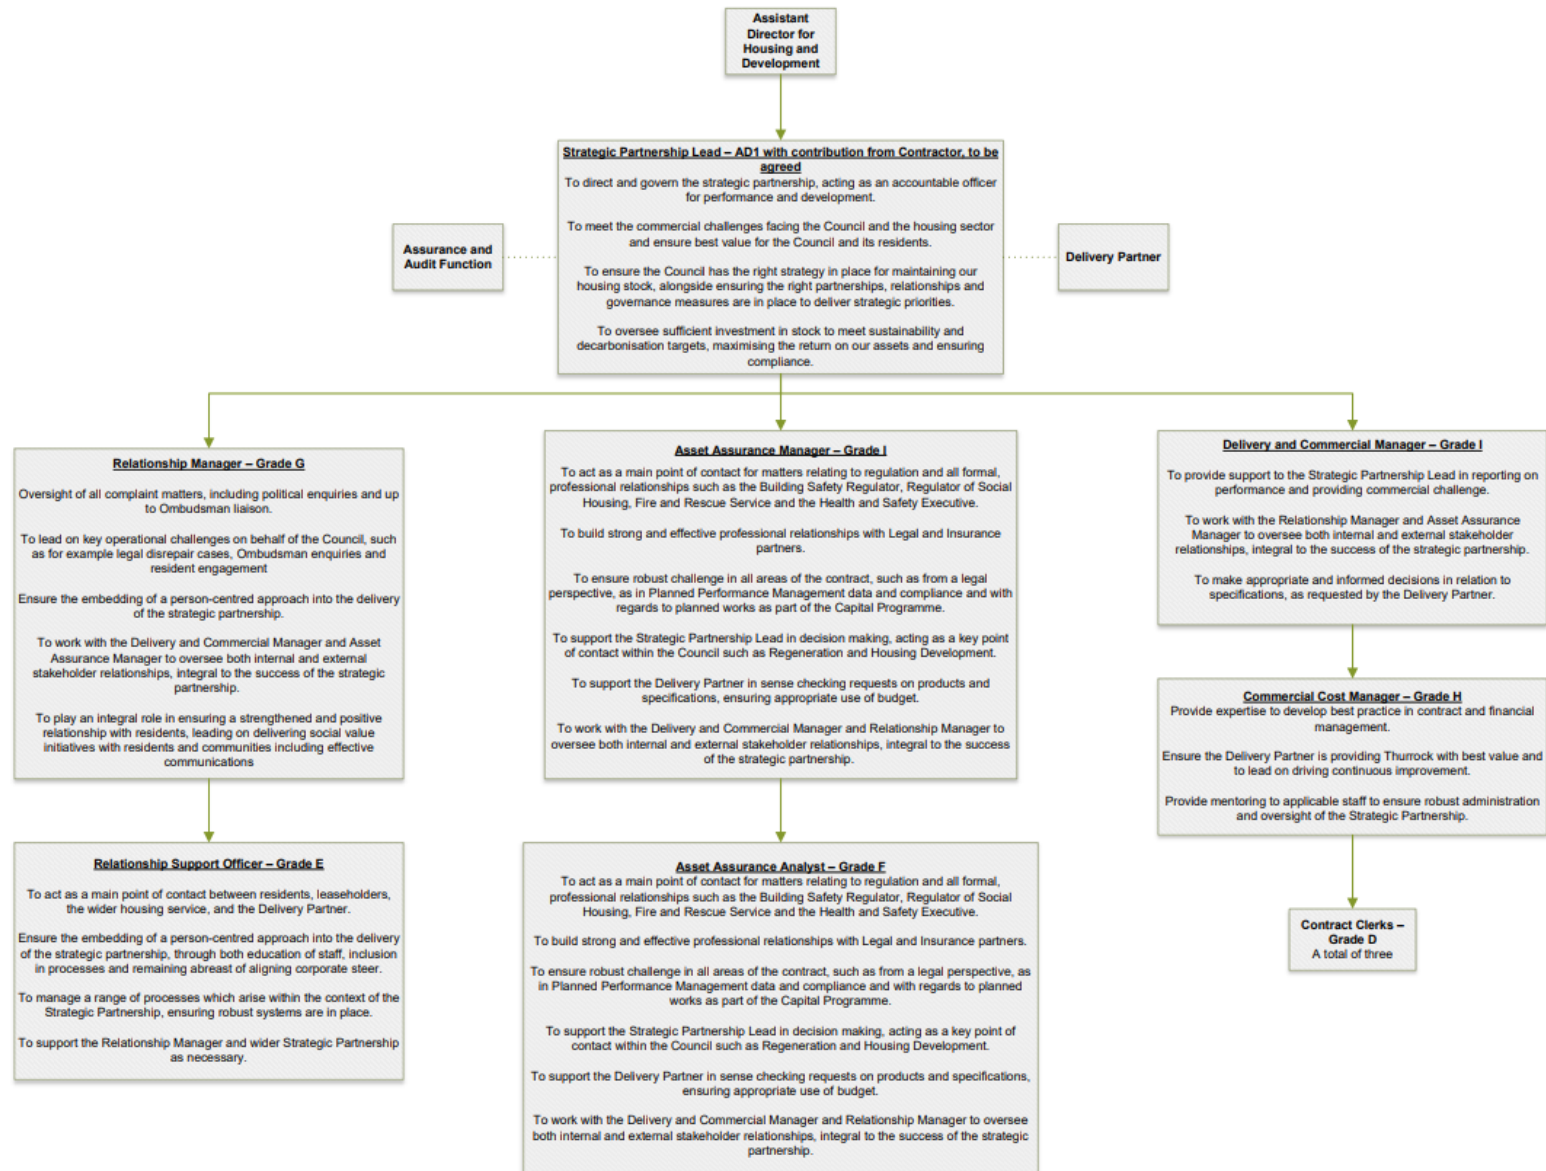 Assistant
Director for
Housing and
Development
Strategic Partnership Lead – AD1 with contribution from Contractor, to be
agreed
To direct and govern the strategic partnership, acting as an accountable officer
for performance and development.
To meet the commercial challenges facing the Council and the housing sector
and ensure best value for the Council and its residents.
To ensure the Council has the right strategy in place for maintaining our
housing stock, alongside ensuring the right partnerships, relationships and
governance measures are in place to deliver strategic priorities.
To oversee sufficient investment in stock to meet sustainability and
decarbonisation targets, maximising the return on our assets and ensuring
compliance.
Assurance and
Audit Function
Delivery Partner
Relationship Manager – Grade G
Oversight of all complaint matters, including political enquiries and up
to Ombudsman liaison.
To lead on key operational challenges on behalf of the Council, such
as for example legal disrepair cases, Ombudsman enquiries and
resident engagement
Ensure the embedding of a person-centred approach into the delivery
of the strategic partnership.
To work with the Delivery and Commercial Manager and Asset
Assurance Manager to oversee both internal and external
stakeholder relationships, integral to the success of the strategic
partnership.
To play an integral role in ensuring a strengthened and positive
relationship with residents, leading on delivering social value
initiatives with residents and communities including effective
communications
Relationship Support Officer – Grade E
To act as a main point of contact between residents, leaseholders,
the wider housing service, and the Delivery Partner.
Ensure the embedding of a person-centred approach into the delivery
of the strategic partnership, through both education of staff, inclusion
in processes and remaining abreast of aligning corporate steer.
To manage a range of processes which arise within the context of the
Strategic Partnership, ensuring robust systems are in place.
To support the Relationship Manager and wider Strategic Partnership
as necessary.
Asset Assurance Manager – Grade I
To act as a main point of contact for matters relating to regulation and all formal,
professional relationships such as the Building Safety Regulator, Regulator of Social
Housing, Fire and Rescue Service and the Health and Safety Executive.
To build strong and effective professional relationships with Legal and Insurance
partners.
To ensure robust challenge in all areas of the contract, such as from a legal
perspective, as in Planned Performance Management data and compliance and with
regards to planned works as part of the Capital Programme.
To support the Strategic Partnership Lead in decision making, acting as a key point
of contact within the Council such as Regeneration and Housing Development.
To support the Delivery Partner in sense checking requests on products and
specifications, ensuring appropriate use of budget.
To work with the Delivery and Commercial Manager and Relationship Manager to
oversee both internal and external stakeholder relationships, integral to the success
of the strategic partnership.
Asset Assurance Analyst – Grade F
To act as a main point of contact for matters relating to regulation and all formal,
professional relationships such as the Building Safety Regulator, Regulator of Social
Housing, Fire and Rescue Service and the Health and Safety Executive.
To build strong and effective professional relationships with Legal and Insurance partners.
To ensure robust challenge in all areas of the contract, such as from a legal perspective, as
in Planned Performance Management data and compliance and with regards to planned
works as part of the Capital Programme.
To support the Strategic Partnership Lead in decision making, acting as a key point of
contact within the Council such as Regeneration and Housing Development.
To support the Delivery Partner in sense checking requests on products and specifications,
ensuring appropriate use of budget.
To work with the Delivery and Commercial Manager and Relationship Manager to oversee
both internal and external stakeholder relationships, integral to the success of the strategic
partnership.
Delivery and Commercial Manager – Grade I
To provide support to the Strategic Partnership Lead in reporting on
performance and providing commercial challenge.
To work with the Relationship Manager and Asset Assurance
Manager to oversee both internal and external stakeholder
relationships, integral to the success of the strategic partnership.
To make appropriate and informed decisions in relation to
specifications, as requested by the Delivery Partner.
Commercial Cost Manager – Grade H
Provide expertise to develop best practice in contract and financial
management.
Ensure the Delivery Partner is providing Thurrock with best value and
to lead on driving continuous improvement.
Provide mentoring to applicable staff to ensure robust administration
and oversight of the Strategic Partnership.
Contract Clerks –
Grade D
A total of three